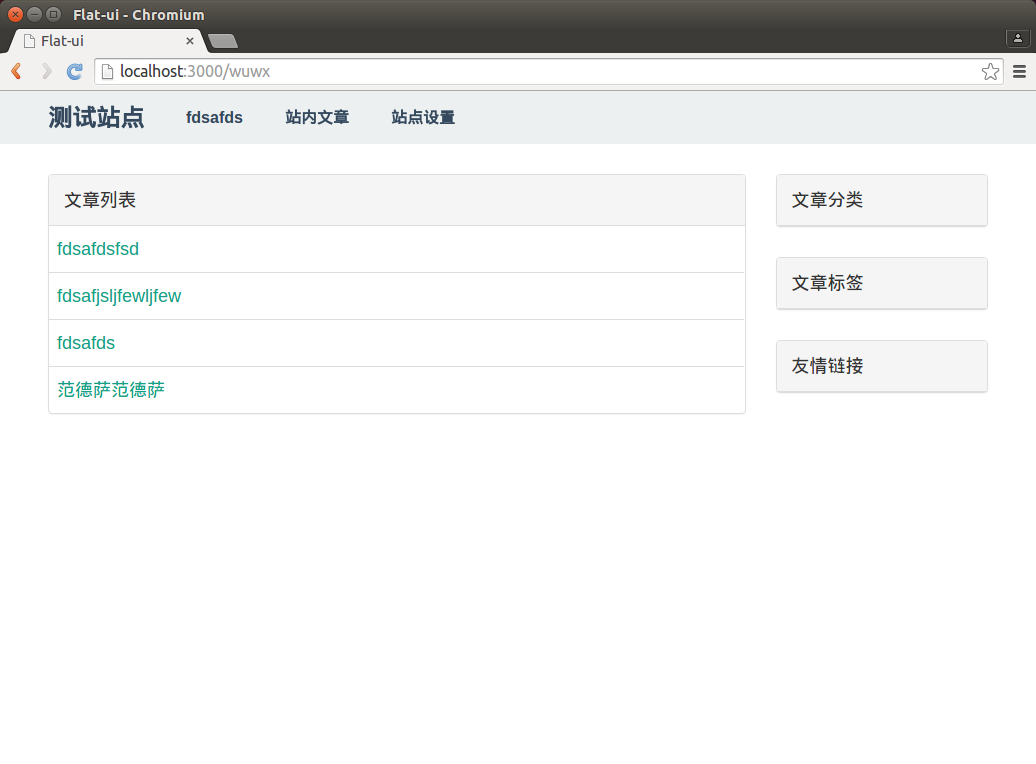 Flat-ui - Chromium
Flat-ui
localhost:3000/wuwx
测试站点 fdsafds 站内文章 站点设置
文章列表
fdsafdsfsd
fdsafjsljfewljfew
fdsafds
范德萨范德萨
文章分类
文章标签
友情链接